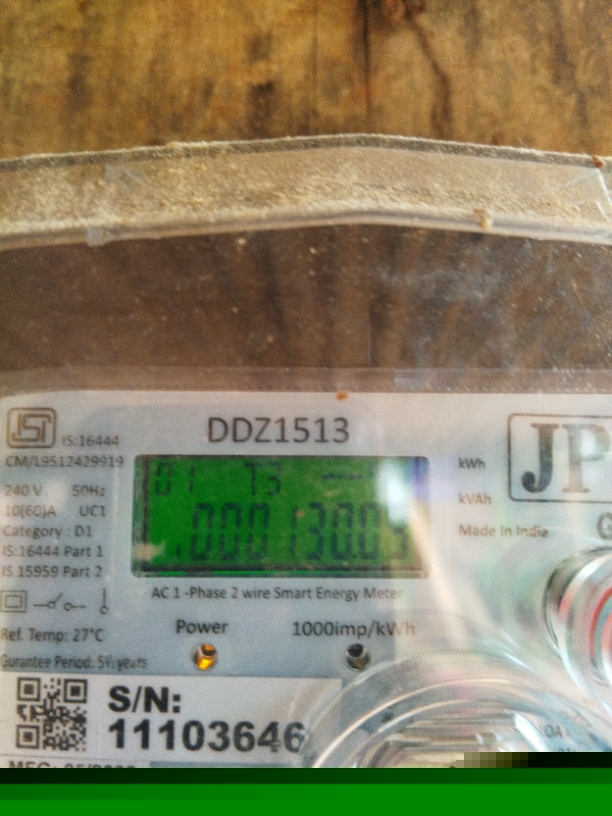 ISI
IS:16444
CM/L9512429919
240 V 50Hz
10(60)A UC1
Category : D1
IS:16444 Part 1
IS 15959 Part 2
Ref. Temp: 27°C
Gurantee Period: 5½ years
DDZ1513
01 T3
AC 1 -Phase 2 wire Smart Energy Meter
Power 1000imp/kWh
kWh
kVAh
Made in India
JP
S/N:
11103646